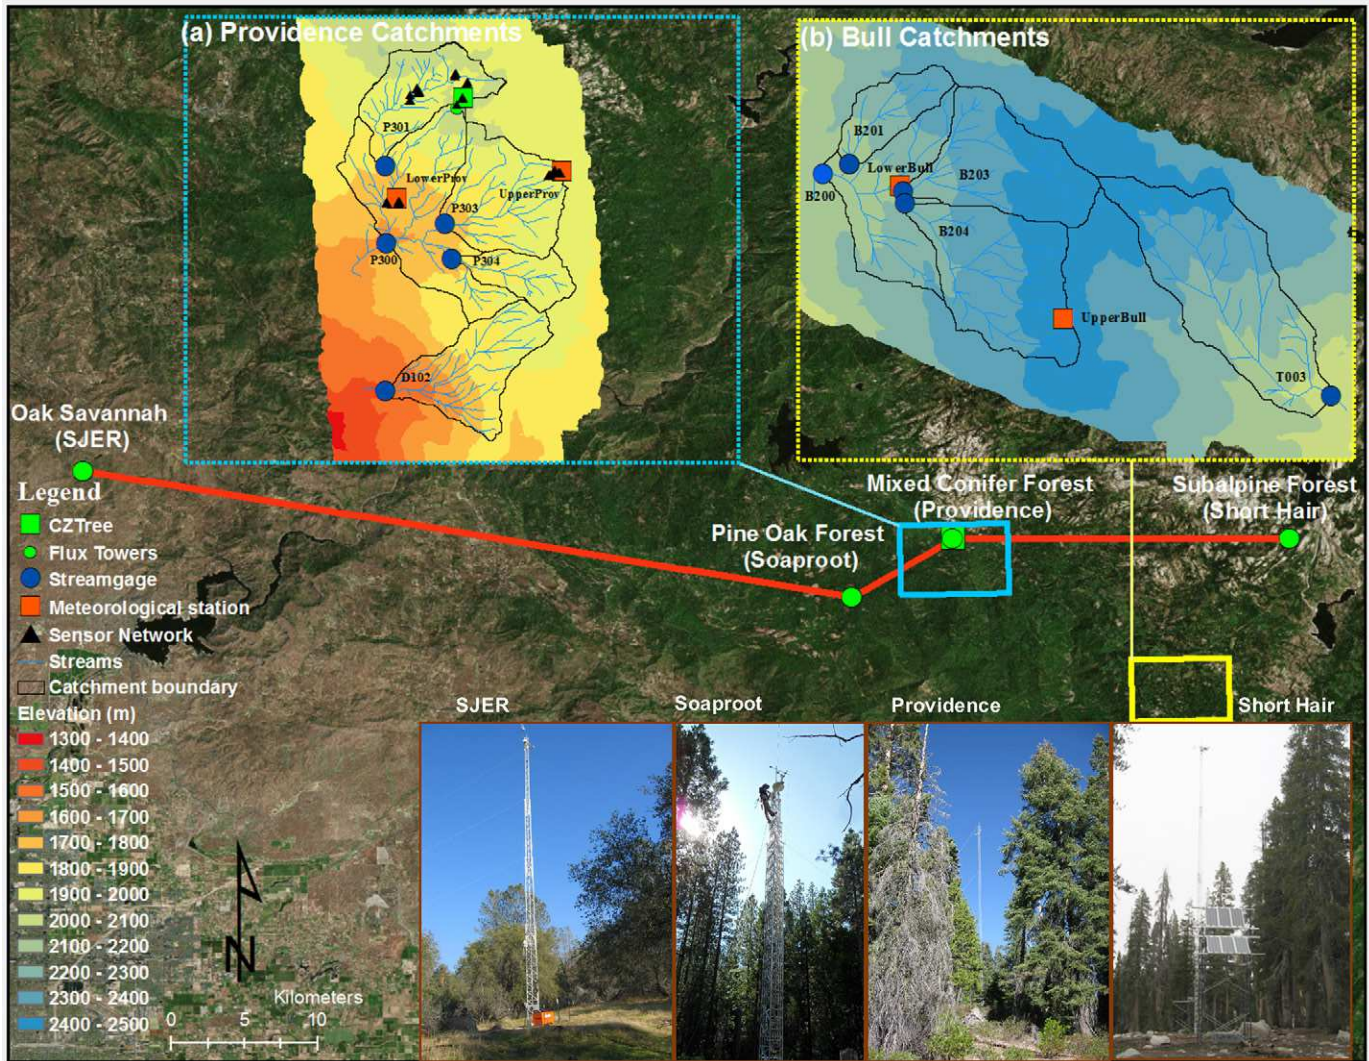 (a) Providence Catchments
P301
LowerProv
UpperProv
P303
P300
P304
D102
(b) Bull Catchments
B201
LowerBull
B203
B200
B204
UpperBull
T003
Oak Savannah
(SJER)
Pine Oak Forest
(Soaproot)
Mixed Conifer Forest
(Providence)
Subalpine Forest
(Short Hair)
Legend
CZTree
Flux Towers
Streamgage
Meteorological station
Sensor Network
Streams
Catchment boundary
Elevation (m)
1300 - 1400
1400 - 1500
1500 - 1600
1600 - 1700
1700 - 1800
1800 - 1900
1900 - 2000
2000 - 2100
2100 - 2200
2200 - 2300
2300 - 2400
2400 - 2500
N
Kilometers
0 5 10
SJER
Soaproot
Providence
Short Hair